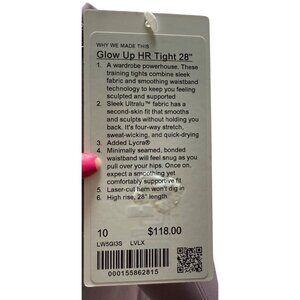 WHY WE MADE THIS
Glow Up HR Tight 28"
1. A wardrobe powerhouse. These
training tights combine sleek
fabric and smoothing waistband
technology to keep you feeling
sculpted and supported
2. Sleek Ultralu™ fabric has a
second-skin fit that smooths
and sculpts without holding you
back. It's four-way stretch,
sweat-wicking, and quick-drying
3. Added Lycra®
4. Minimally seamed, bonded
waistband will feel snug as you
pull over your hips. Once on,
expect a smoothing yet
comfortably supportive fit
5. Laser-cut hem won't dig in
6. High rise, 28" length
10 $118.00
LW5GI3S LVLX
000155862815